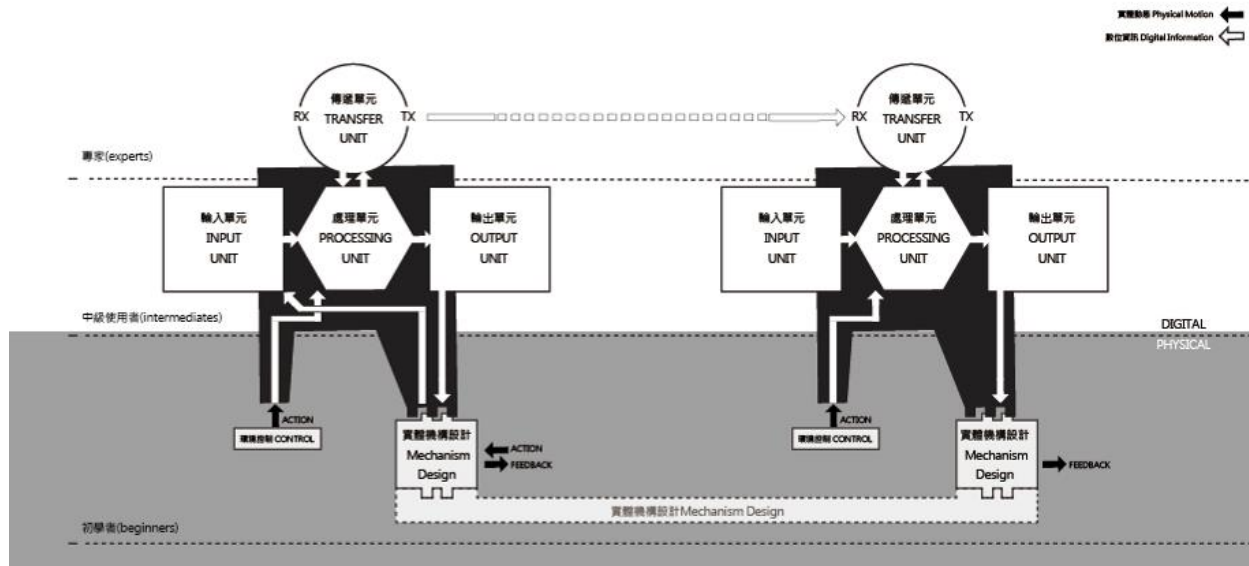 實體動態 Physical Motion
數位資訊 Digital Information
傳遞單元
TRANSFER
UNIT
RX
TX
傳遞單元
TRANSFER
UNIT
RX
TX
專家(experts)
輸入單元
INPUT
UNIT
處理單元
PROCESSING
UNIT
輸出單元
OUTPUT
UNIT
輸入單元
INPUT
UNIT
處理單元
PROCESSING
UNIT
輸出單元
OUTPUT
UNIT
中級使用者(intermediates)
DIGITAL
PHYSICAL
ACTION
環境控制 CONTROL
實體機構設計
Mechanism
Design
ACTION
FEEDBACK
ACTION
環境控制 CONTROL
實體機構設計
Mechanism
Design
FEEDBACK
實體機構設計Mechanism Design
初學者(beginners)